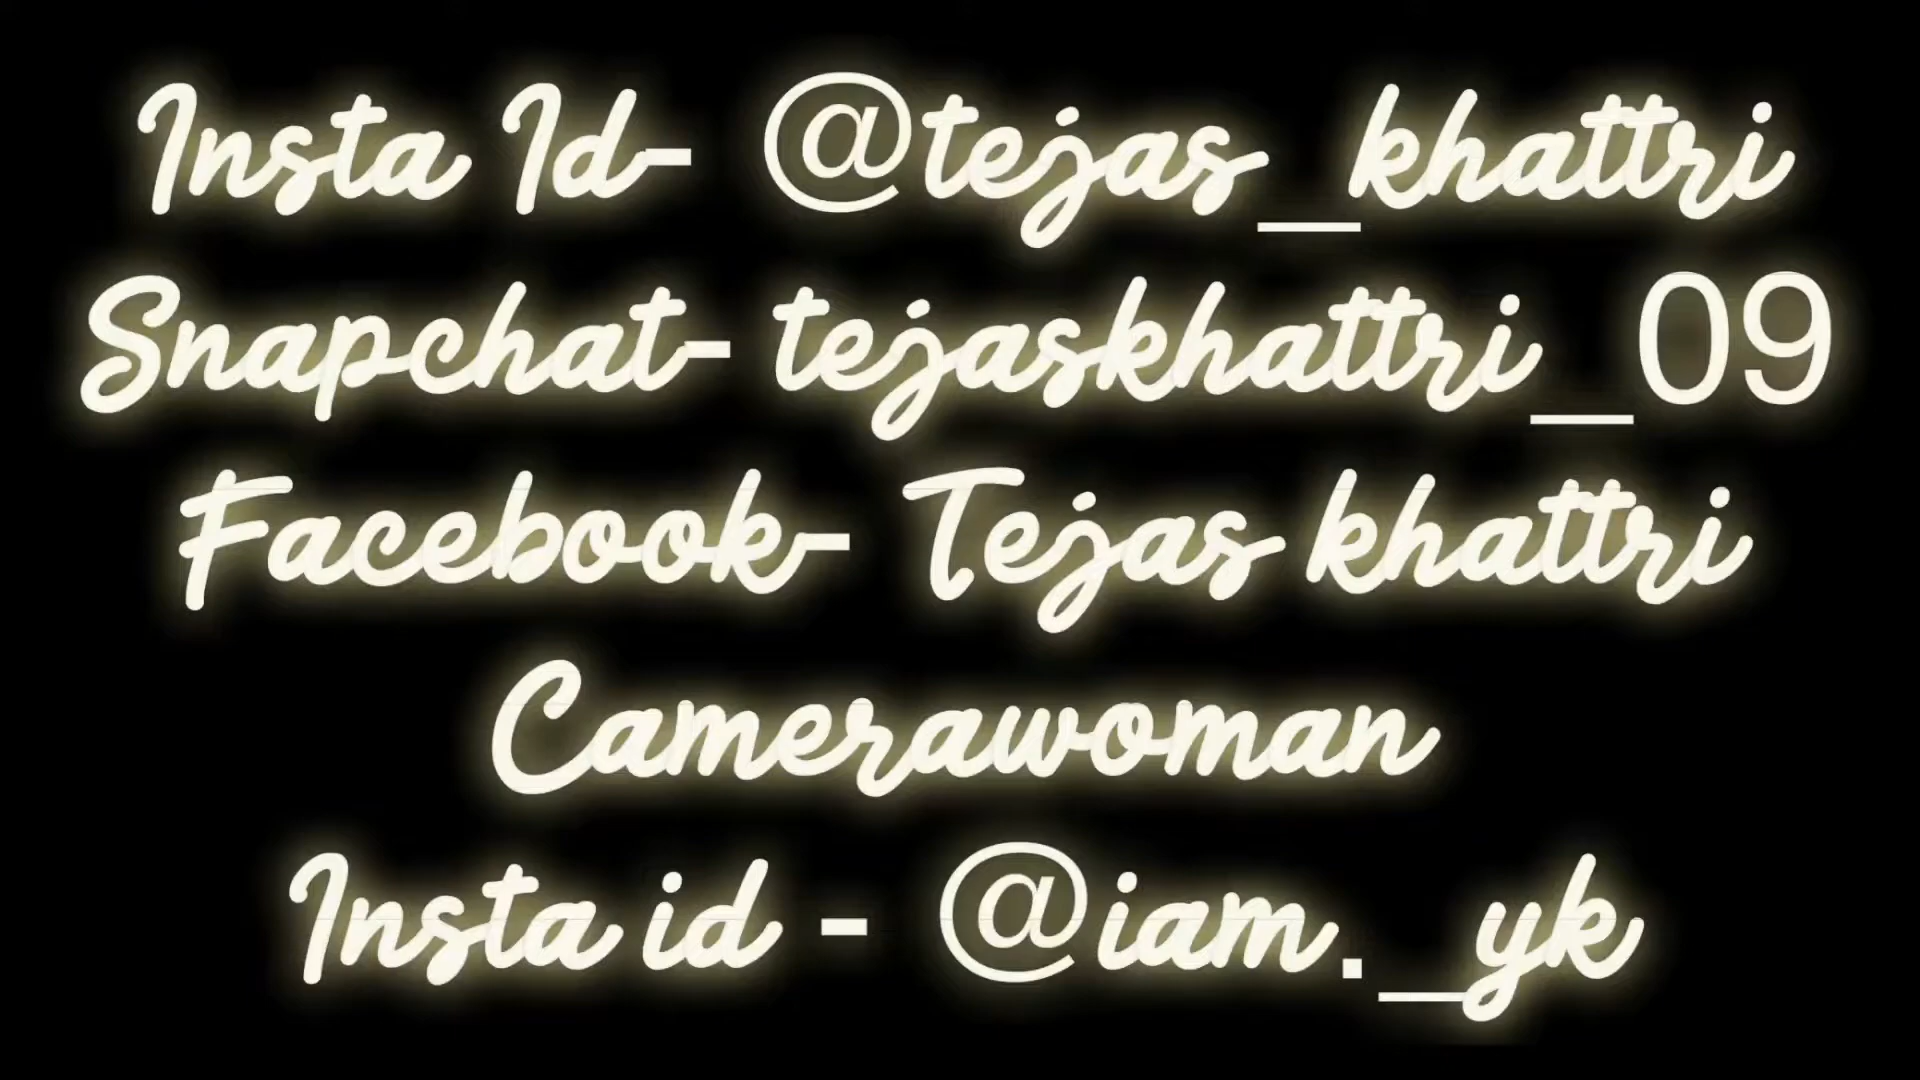 Insta Id- @tejas_khattri
Snapchat- tejaskhattri_09
Facebook- Tejas khattri
Camerawoman
Insta id - @iam._yk